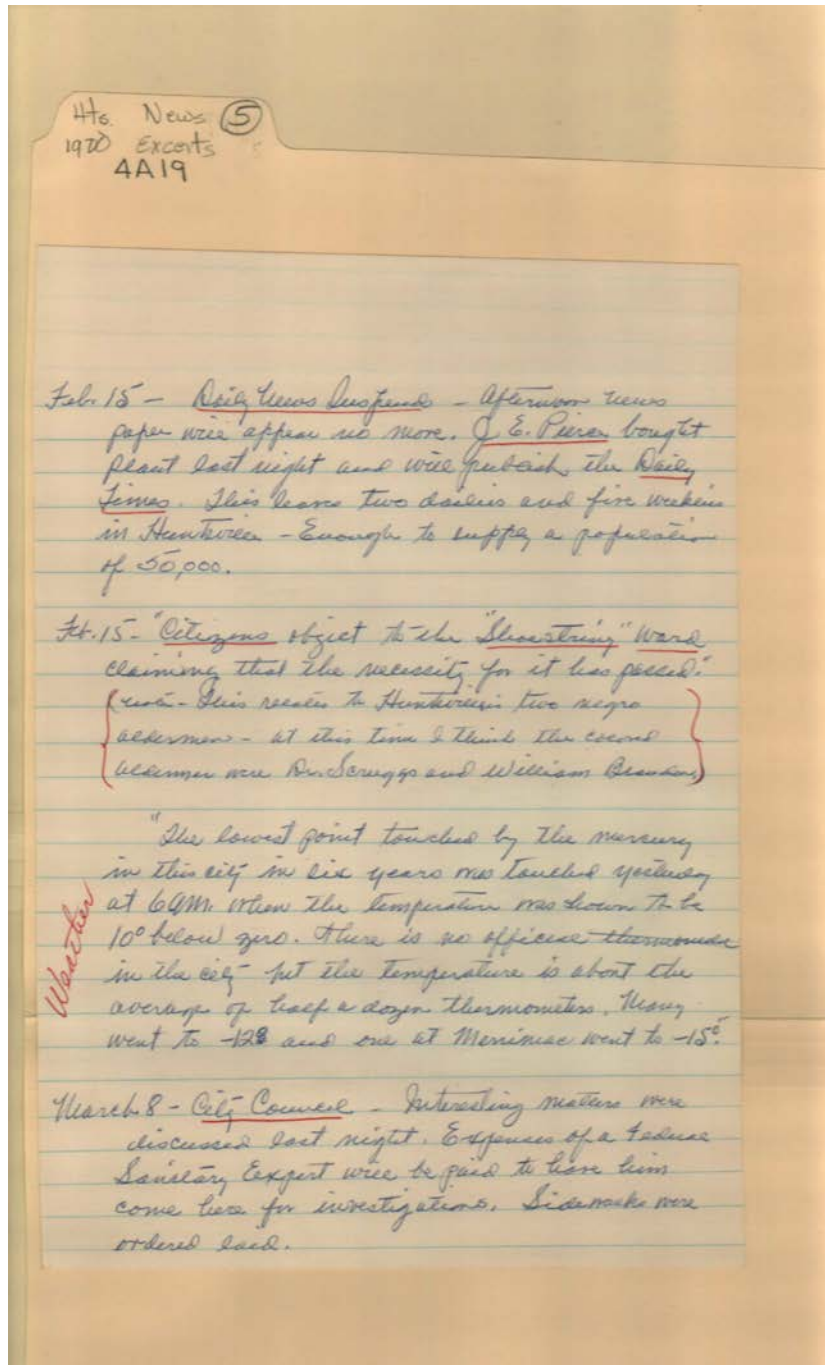 Hts. News 5
1900 Excerts
4A19
Feb. 15 - Daily News Suspend - Afternoon news
paper will appear no more. J. E. Pierce bought
plant last night and will publish the Daily
Times. This leaves two dailies and five weeklies
in Huntsville - Enough to supply a population
of 50,000.
Feb. 15 - "Citizens object to the "Shoestring" Ward
claiming that the necessity for it has passed."
(note - This relates to Huntsville's two negro
aldermen - at this time I think the colored
aldermen were Dr. Scruggs and William Brandon)
"The lowest point touched by the mercury
in this city in six years was touched yesterday
at 6 AM. when the temperature was shown to be
10° below zero. There is no official thermometer
in the city but the temperature is about the
average of half a dozen thermometers. Many
went to -12° and one at Merrimac went to -15°.
Weather
March 8 - City Council - Interesting matters were
discussed last night. Expenses of a Federal
Sanitary Expert will be paid to have him
come here for investigations. Sidewalks were
ordered laid.